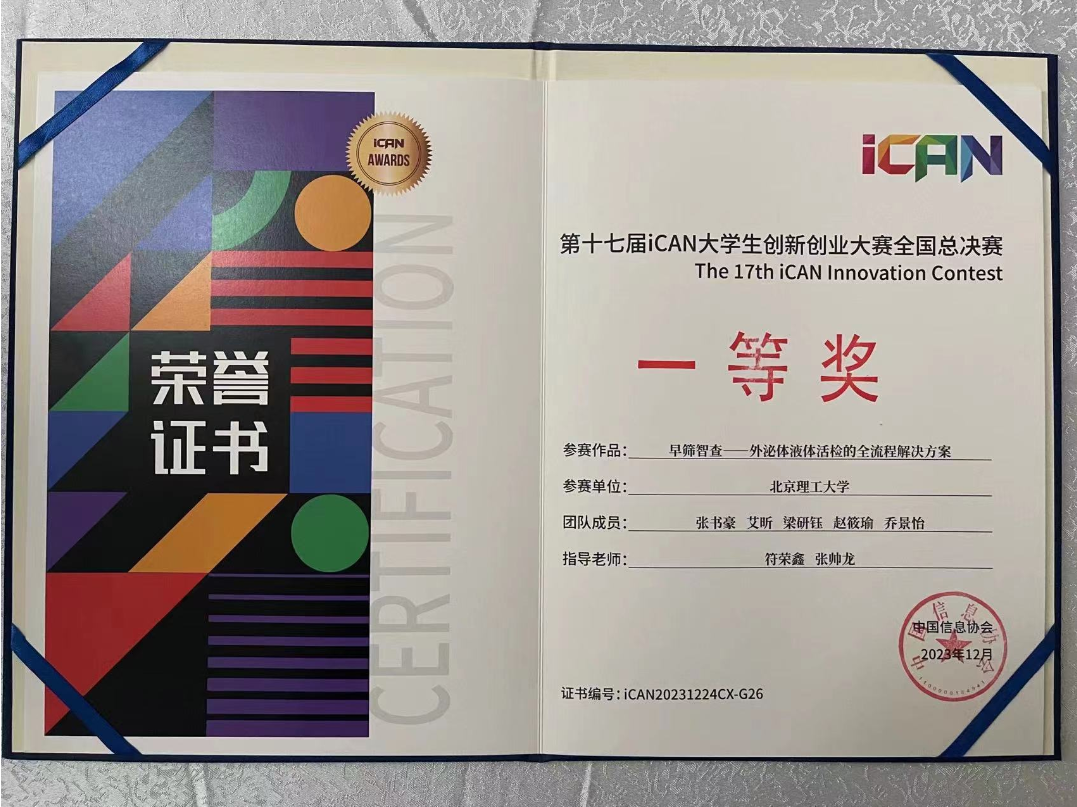 iCAN
AWARDS
荣誉
证书
CERTIFICATION
iCAN
第十七届iCAN大学生创新创业大赛全国总决赛
The 17th iCAN Innovation Contest
一等奖
参赛作品：早筛智查——外泌体液体活检的全流程解决方案
参赛单位：北京理工大学
团队成员：张书豪 艾昕 梁研钰 赵筱瑜 乔景怡
指导老师：符荣鑫 张帅龙
中国信息协会
中国信息协会
2023年12月
证书编号：iCAN20231224CX-G26